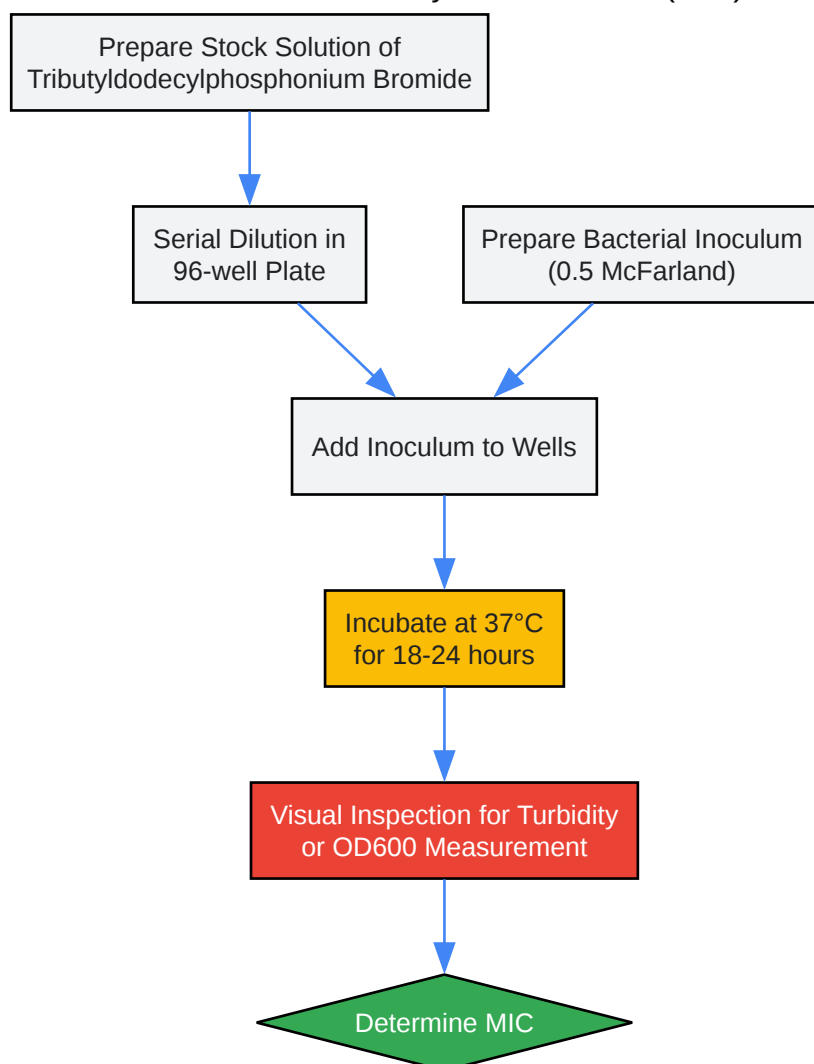 Prepare Stock Solution of
Tributyldodecylphosphonium Bromide
Serial Dilution in
96-well Plate
Prepare Bacterial Inoculum
(0.5 McFarland)
Add Inoculum to Wells
Incubate at 37°C
for 18-24 hours
Visual Inspection for Turbidity
or OD600 Measurement
Determine MIC